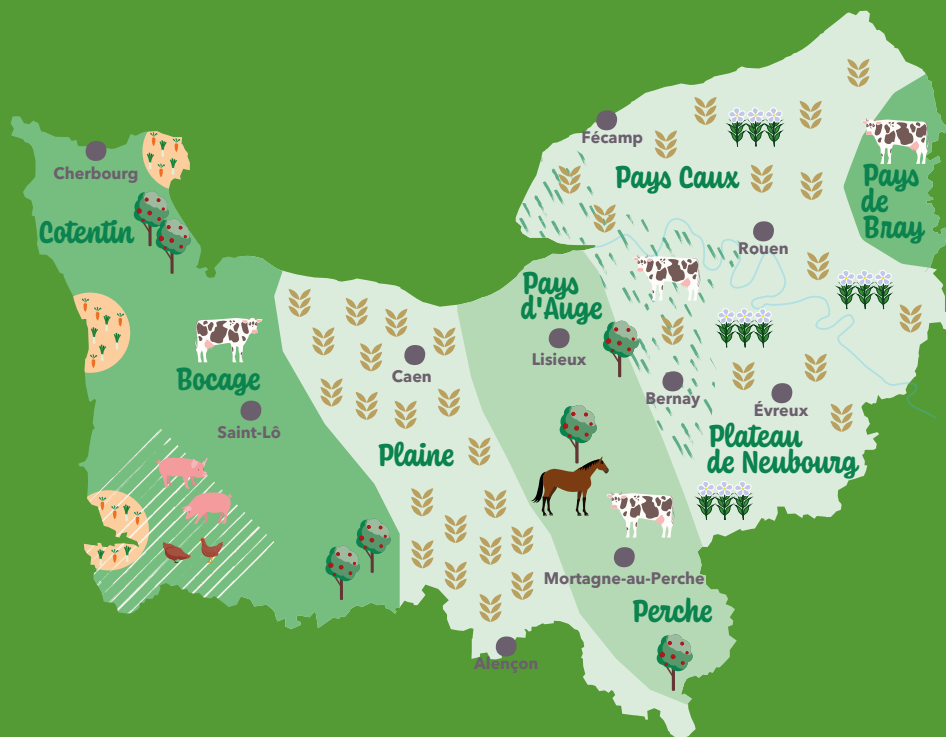 Fécamp
Cherbourg
Pays Caux
Pays
de
Bray
Cotentin
Rouen
Pays
d'Auge
Lisieux
Caen
Bocage
Saint-Lô
Bernay
Évreux
Plaine
Plateau
de Neubourg
Mortagne-au-Perche
Perche
Alençon